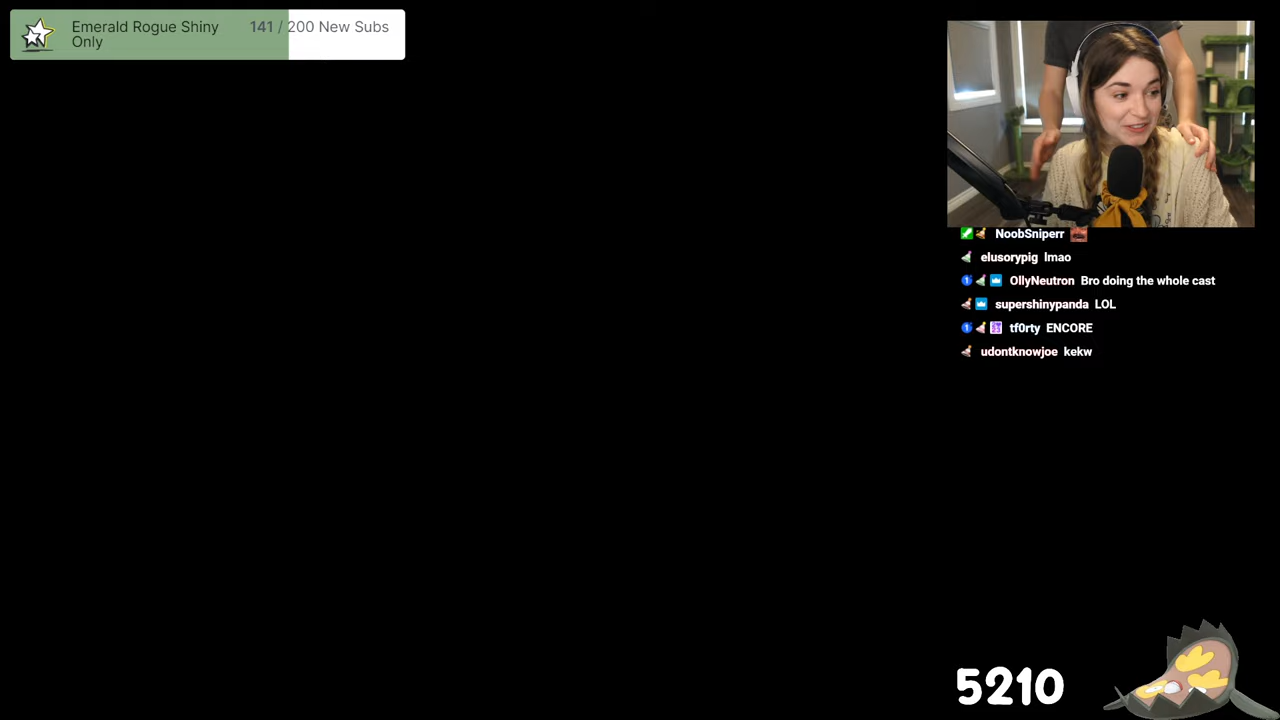 Emerald Rogue Shiny Only
141 / 200 New Subs
NoobSniperr
elusorypig lmao
OllyNeutron Bro doing the whole cast
supershinypanda LOL
tf0rty ENCORE
udontknowjoe kekw
5210